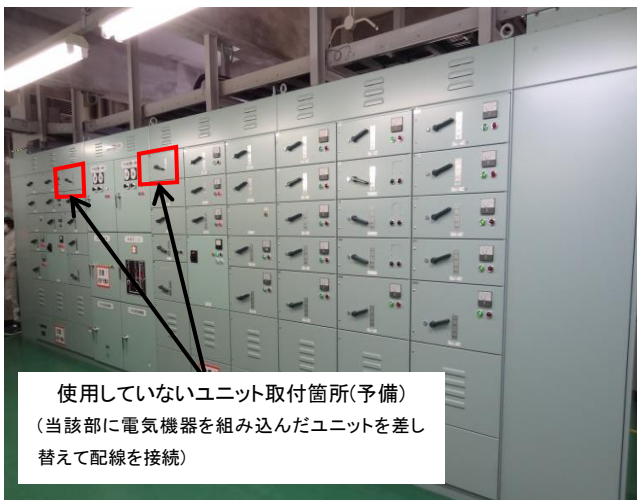 使用していないユニット取付箇所(予備)
(当該部に電気機器を組み込んだユニットを差し
替えて配線を接続)